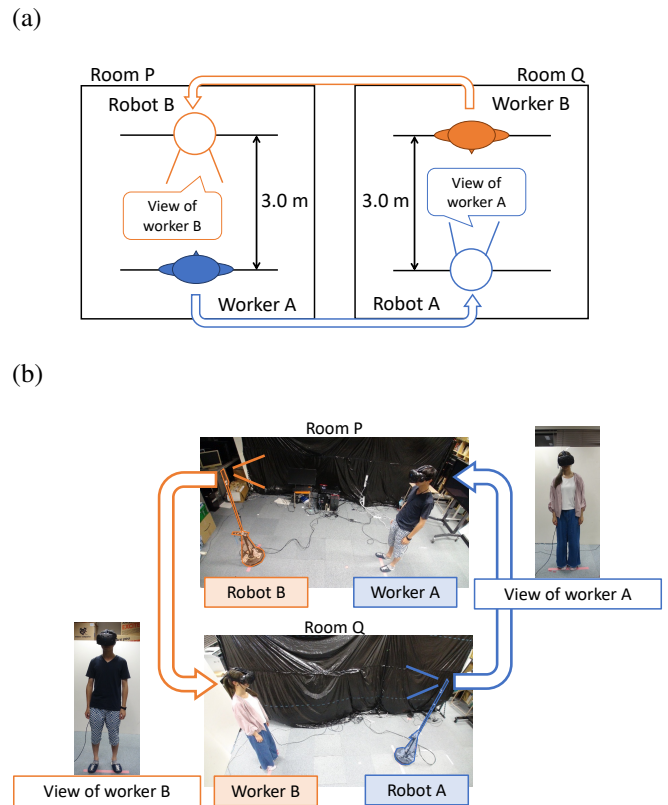 (a)
Room P
Room Q
Robot B
Worker B
View of
worker B
View of
worker A
3.0 m
3.0 m
Worker A
Robot A
(b)
Room P
Robot B
Worker A
View of worker A
Room Q
View of worker B
Worker B
Robot A